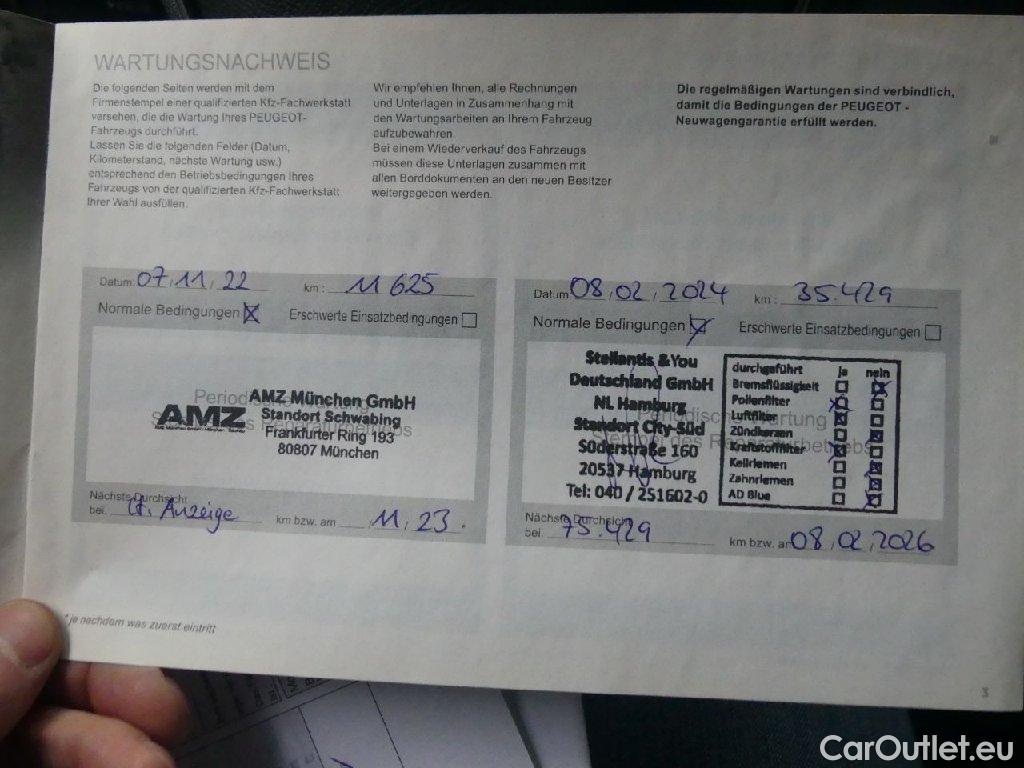 WARTUNGSNACHWEIS
Die folgenden Seiten werden mit dem
Firmenstempel einer qualifizierten Kfz-Fachwerkstatt
versehen, die die Wartung Ihres PEUGEOT-
Fahrzeugs durchführt.
Lassen Sie die folgenden Felder (Datum,
Kilometerstand, nächste Wartung usw.)
entsprechend den Betriebsbedingungen Ihres
Fahrzeugs von der qualifizierten Kfz-Fachwerkstatt
Ihrer Wahl ausfüllen.
Wir empfehlen Ihnen, alle Rechnungen
und Unterlagen in Zusammenhang mit
den Wartungsarbeiten an Ihrem Fahrzeug
aufzubewahren.
Bei einem Wiederverkauf des Fahrzeugs
müssen diese Unterlagen zusammen mit
allen Borddokumenten an den neuen Besitzer
weitergegeben werden.
Die regelmäßigen Wartungen sind verbindlich,
damit die Bedingungen der PEUGEOT -
Neuwagengarantie erfüllt werden.
Datum 07.11.22 km: 11 625
Normale Bedingungen Erschwerte Einsatzbedingungen
AMZ
AMZ München GmbH
Standort Schwabing
Frankfurter Ring 193
80807 München
Nächste Durchsicht
bei. lt. Anzeige km bzw. am 11.23.
Datum 08.02.2024 km: 35.429
Normale Bedingungen Erschwerte Einsatzbedingungen
Stellantis &You
Deutschland GmbH
NL Hamburg
Standort City-Süd
Süderstraße 160
20537 Hamburg
Tel: 040 / 251602-0
durchgeführt ja nein
Bremsflüssigkeit
Pollenfilter
Luftfilter
Zündkerzen
Kraftstofffilter
Keilriemen
Zahnriemen
AD Blue
Nächste Durchsicht
bei. 75.429 km bzw. am 08.02.2026
*je nachdem was zuerst eintritt
3
CarOutlet.eu